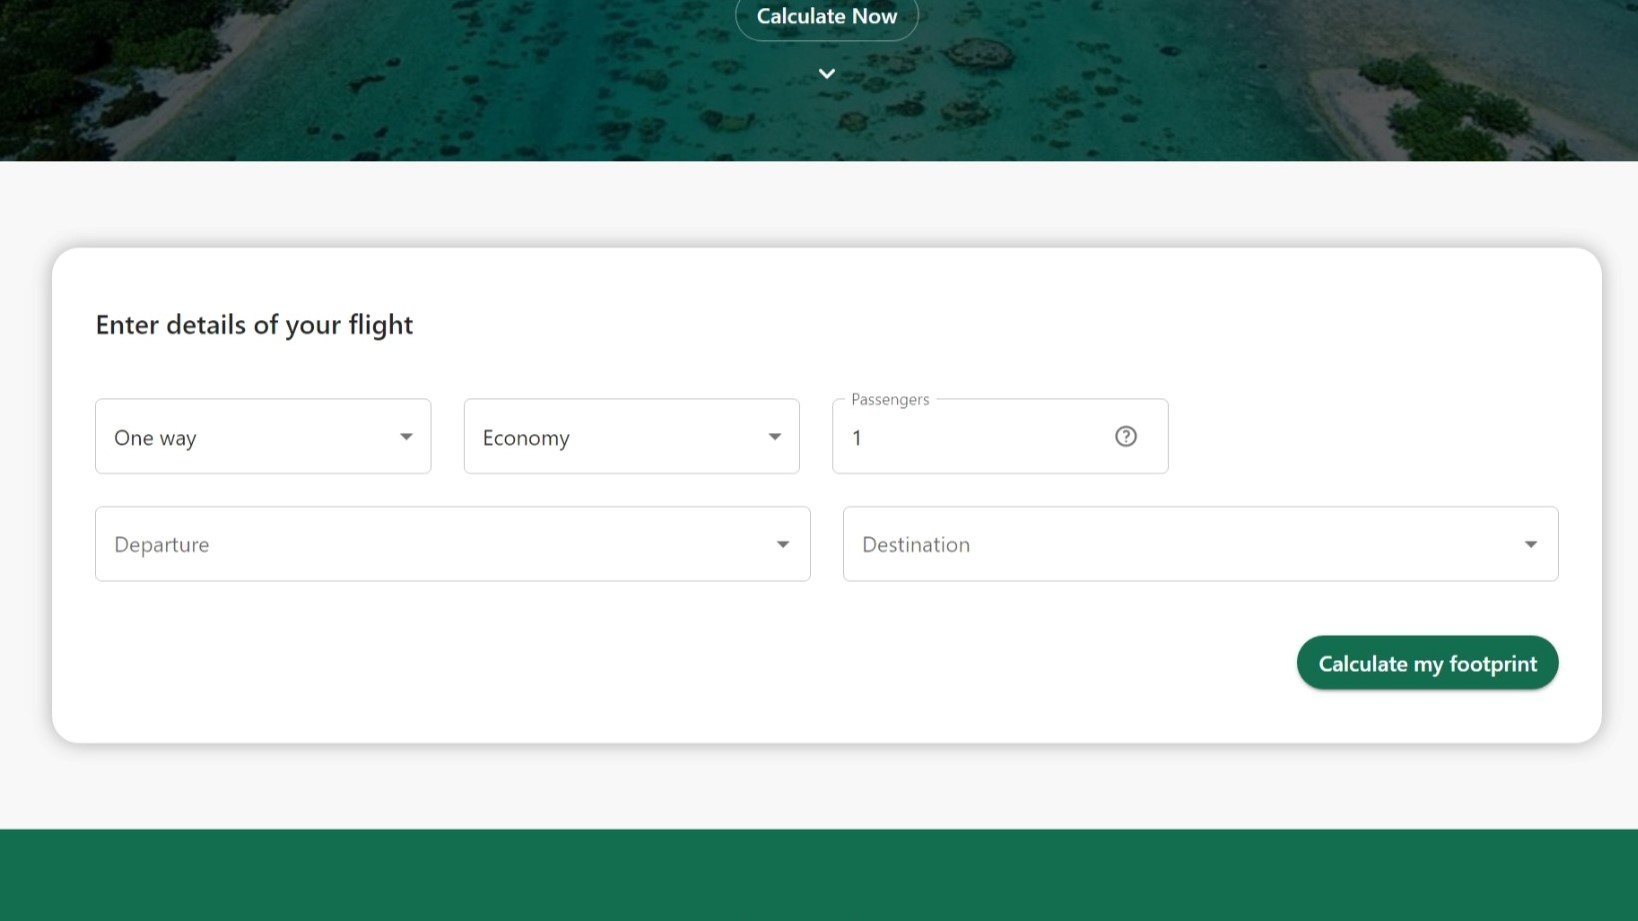 Calculate Now
Enter details of your flight
One way
Economy
Passengers
1
Departure
Destination
Calculate my footprint